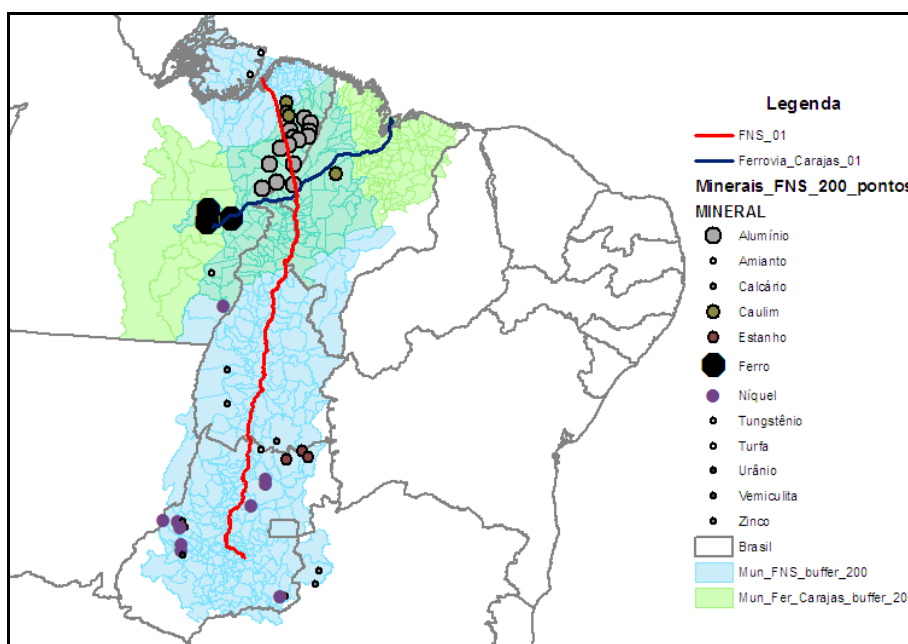 Legenda
FNS_01
Ferrovia_Carajas_01
Minerais_FNS_200_pontos
MINERAL
Alumínio
Amianto
Calcário
Caulim
Estanho
Ferro
Níquel
Tungstênio
Turfa
Urânio
Vemiculita
Zinco
Brasil
Mun_FNS_buffer_200
Mun_Fer_Carajas_buffer_20